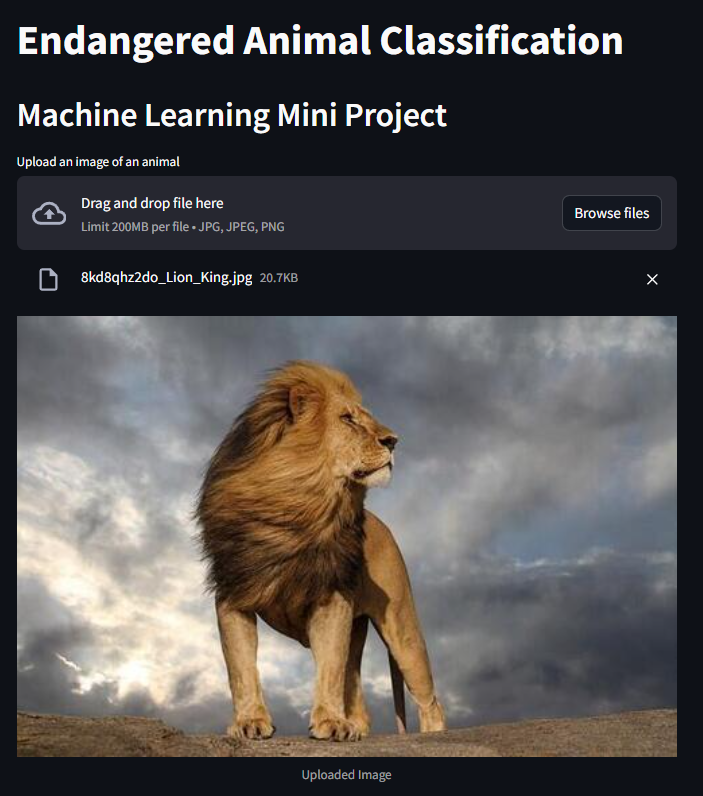 Endangered Animal Classification
Machine Learning Mini Project
Upload an image of an animal
Drag and drop file here
Limit 200MB per file • JPG, JPEG, PNG
Browse files
8kd8qhz2do_Lion_King.jpg 20.7KB
Uploaded Image